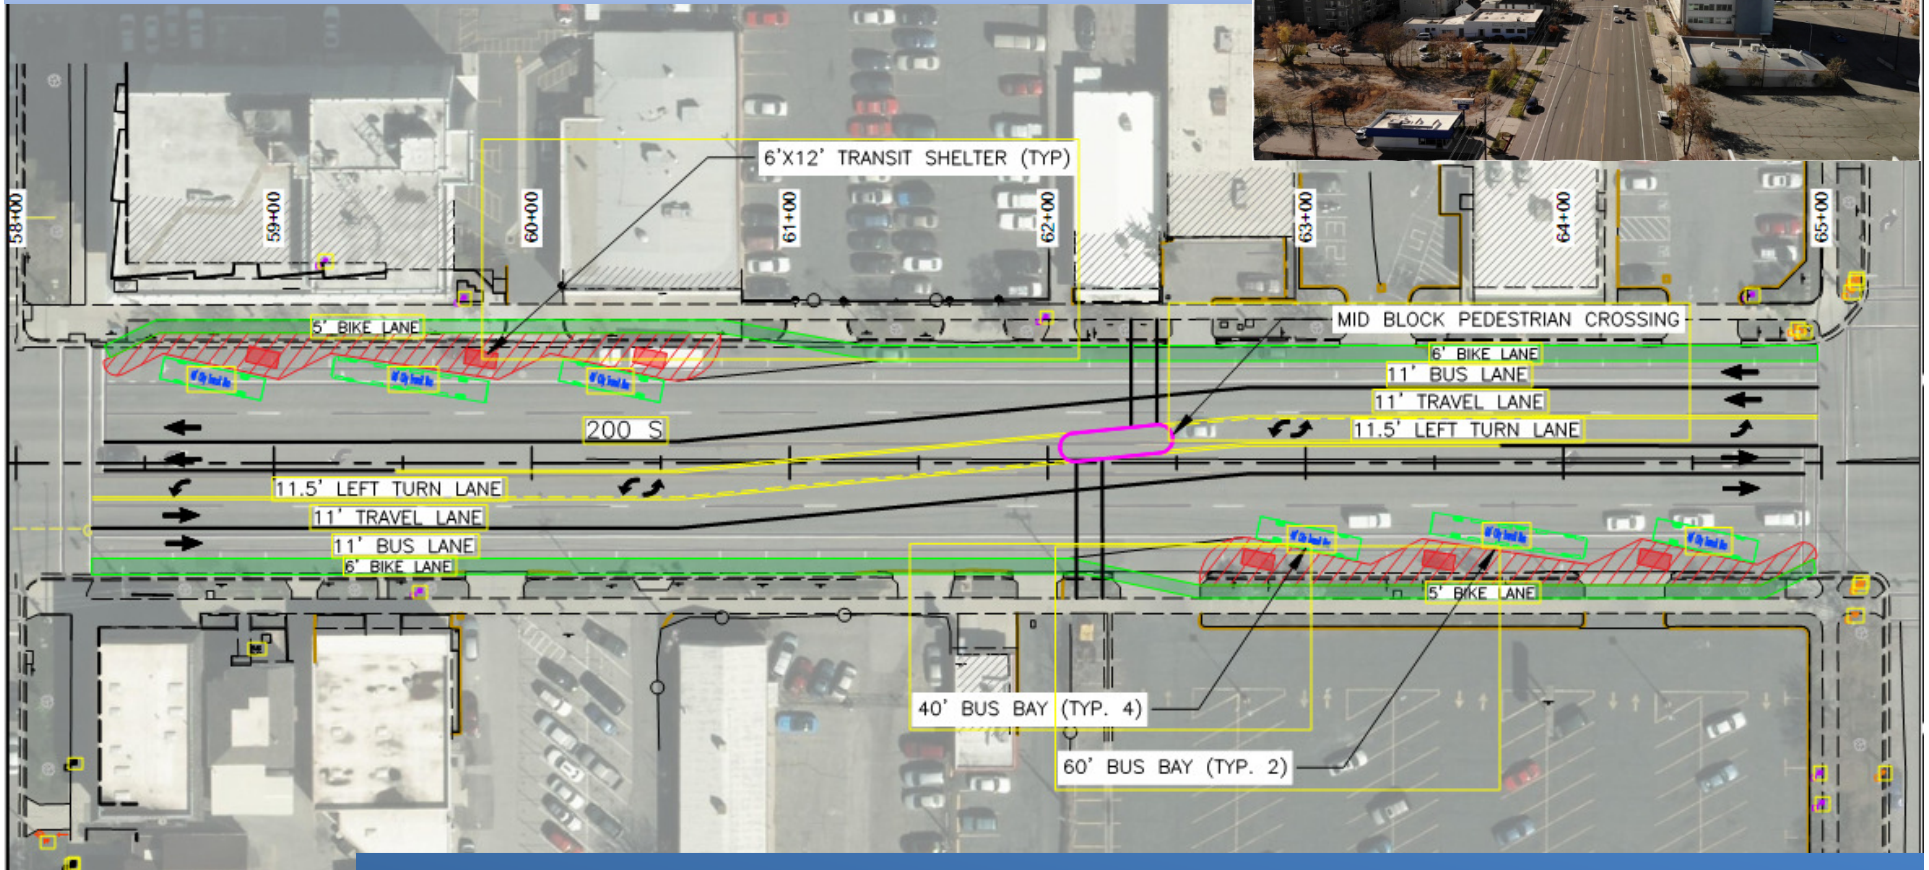 6'X12' TRANSIT SHELTER (TYP)
58+00
59+00
60+00
61+00
62+00
63+00
64+00
65+00
5' BIKE LANE
MID BLOCK PEDESTRIAN CROSSING
6' BIKE LANE
11' BUS LANE
11' TRAVEL LANE
200 S
11.5' LEFT TURN LANE
11.5' LEFT TURN LANE
11' TRAVEL LANE
11' BUS LANE
6' BIKE LANE
5' BIKE LANE
40' BUS BAY (TYP. 4)
60' BUS BAY (TYP. 2)